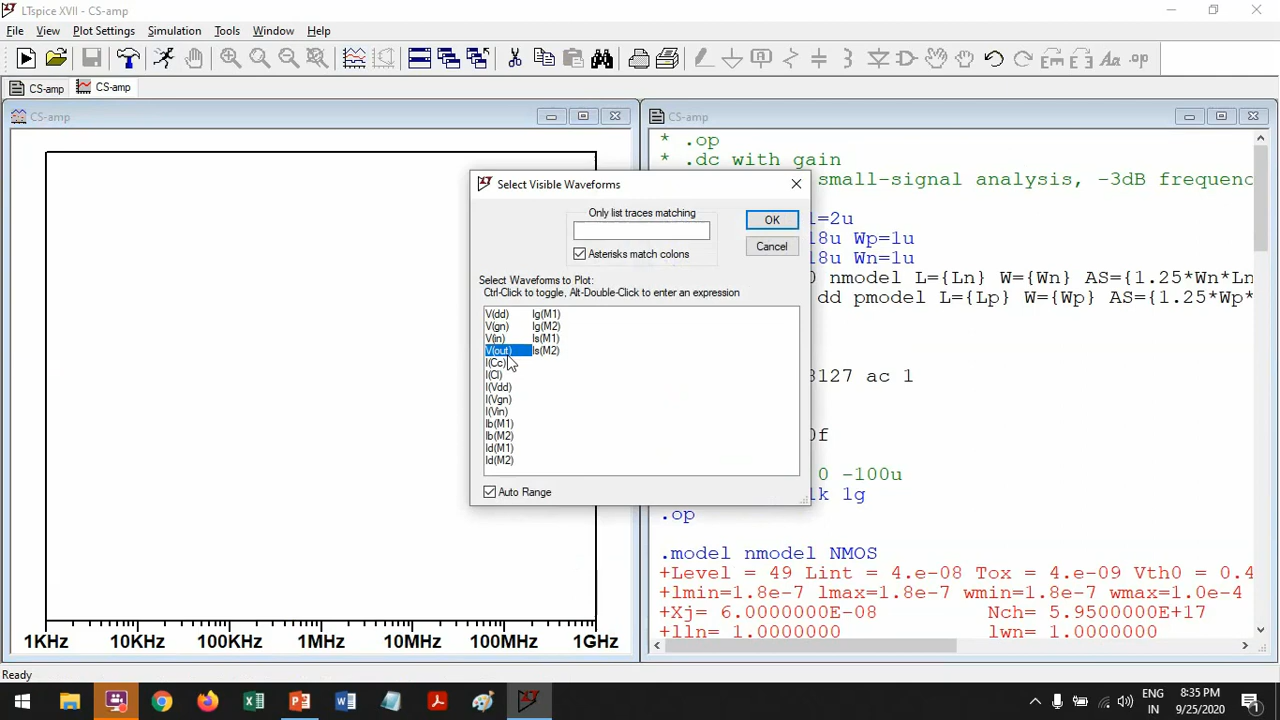 LTspice XVII - CS-amp
File View Plot Settings Simulation Tools Window Help
CS-amp CS-amp
CS-amp
1KHz 10KHz 100KHz 1MHz 10MHz 100MHz 1GHz
CS-amp
* .op
* .dc with gain
small-signal analysis, -3dB frequenc
l=2u
18u Wp=1u
18u Wn=1u
0 nmodel L={Ln} W={Wn} AS={1.25*Wn*Ln
dd pmodel L={Lp} W={Wp} AS={1.25*Wp*
8127 ac 1
0f
0 -100u
1k 1g
.op
.model nmodel NMOS
+Level = 49 Lint = 4.e-08 Tox = 4.e-09 Vth0 = 0.4
+lmin=1.8e-7 lmax=1.8e-7 wmin=1.8e-7 wmax=1.0e-4
+Xj= 6.0000000E-08 Nch= 5.9500000E+17
+lln= 1.0000000 lwn= 1.0000000
Select Visible Waveforms
Only list traces matching
OK
Asterisks match colons
Cancel
Select Waveforms to Plot:
Ctrl-Click to toggle, Alt-Double-Click to enter an expression
V(dd) Ig(M1)
V(gn) Ig(M2)
V(in) Is(M1)
V(out) Is(M2)
I(Cc)
I(Cl)
I(Vdd)
I(Vgn)
I(Vin)
Ib(M1)
Ib(M2)
Id(M1)
Id(M2)
Auto Range
Ready
ENG
IN
8:35 PM
9/25/2020